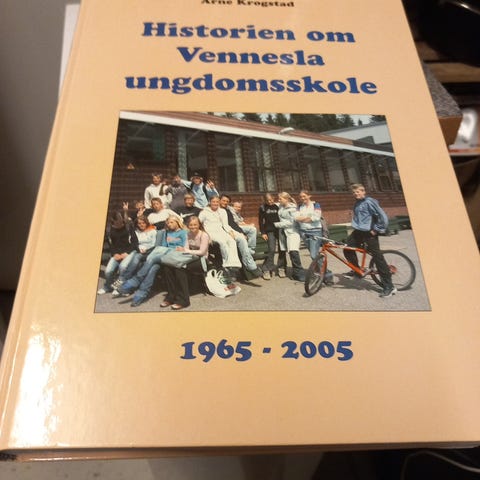 Arne Krogstad
Historien om
Vennesla
ungdomsskole
1965 - 2005